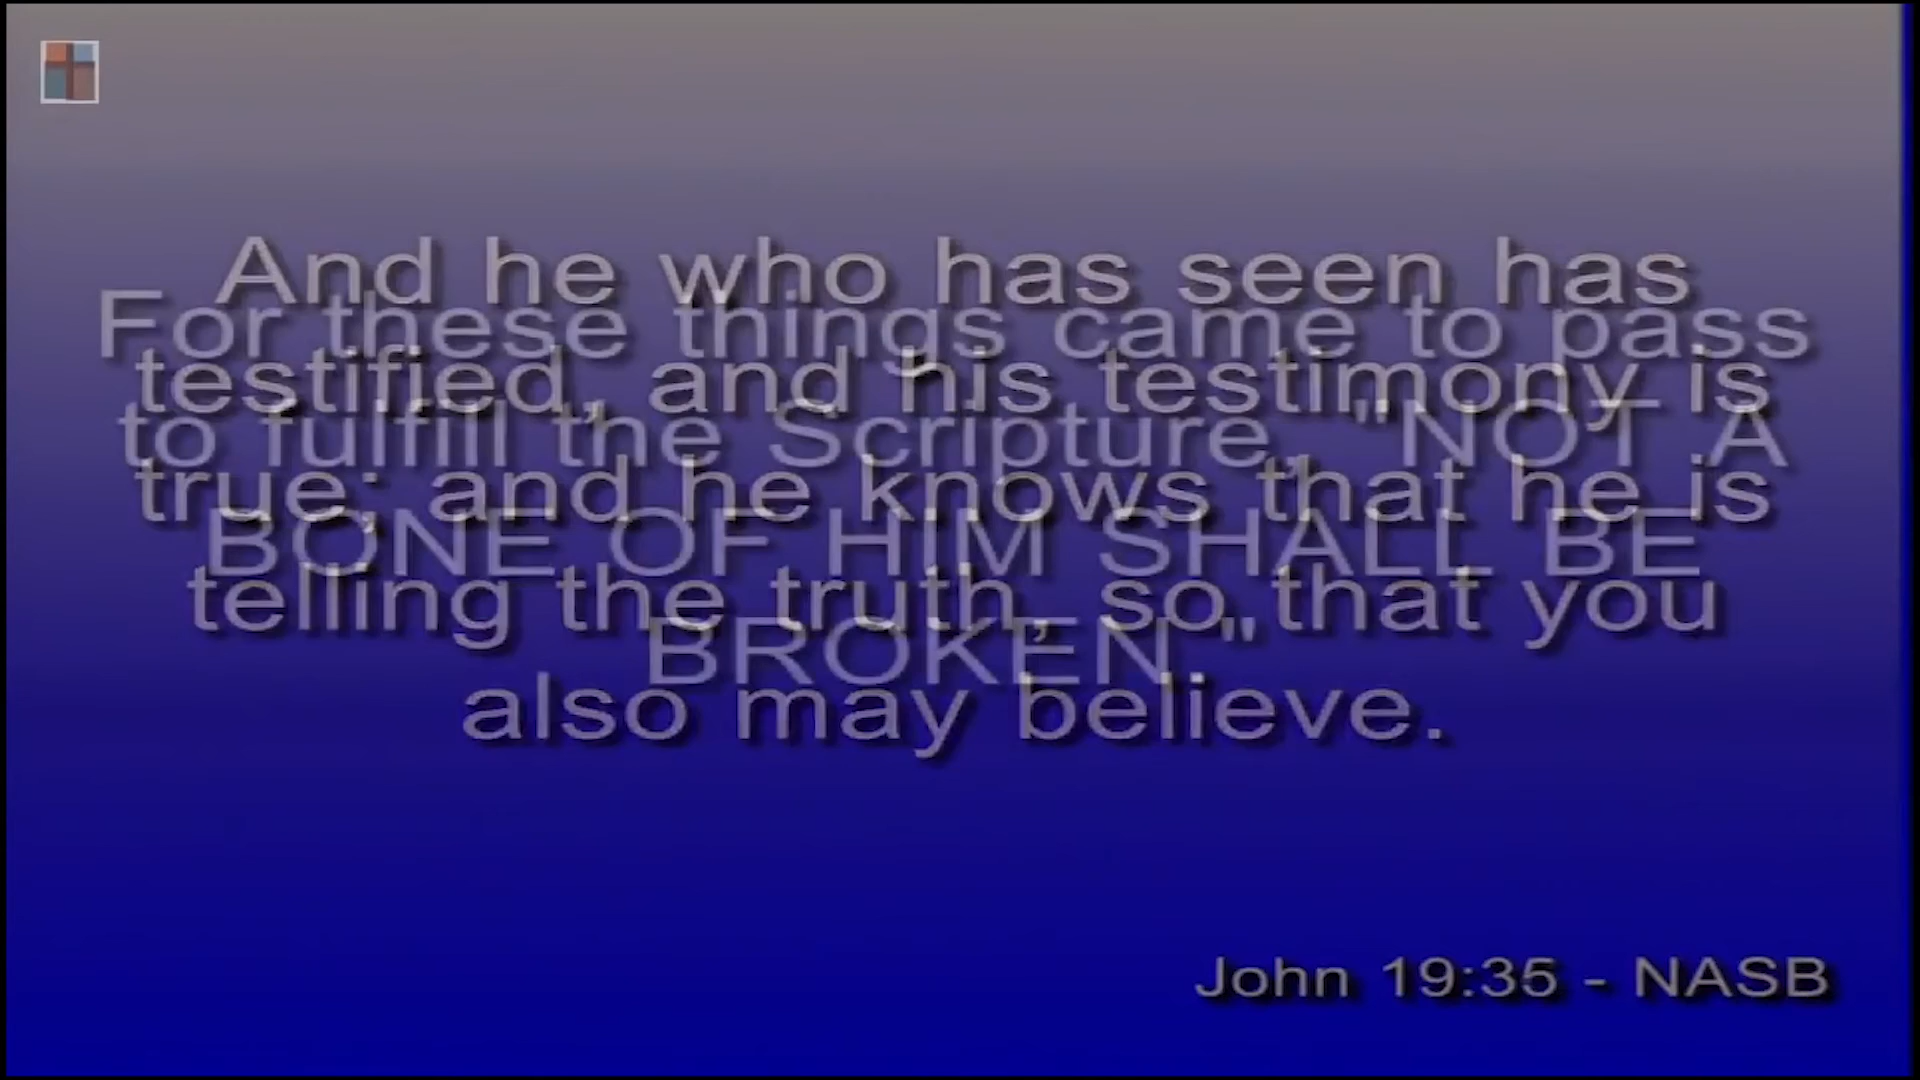 And he who has seen has
For these things came to pass
testified, and his testimony is
to fulfill the Scripture, "NOT A
true; and he knows that he is
BONE OF HIM SHALL BE
telling the truth, so that you
BROKEN."
also may believe.
John 19:35 - NASB